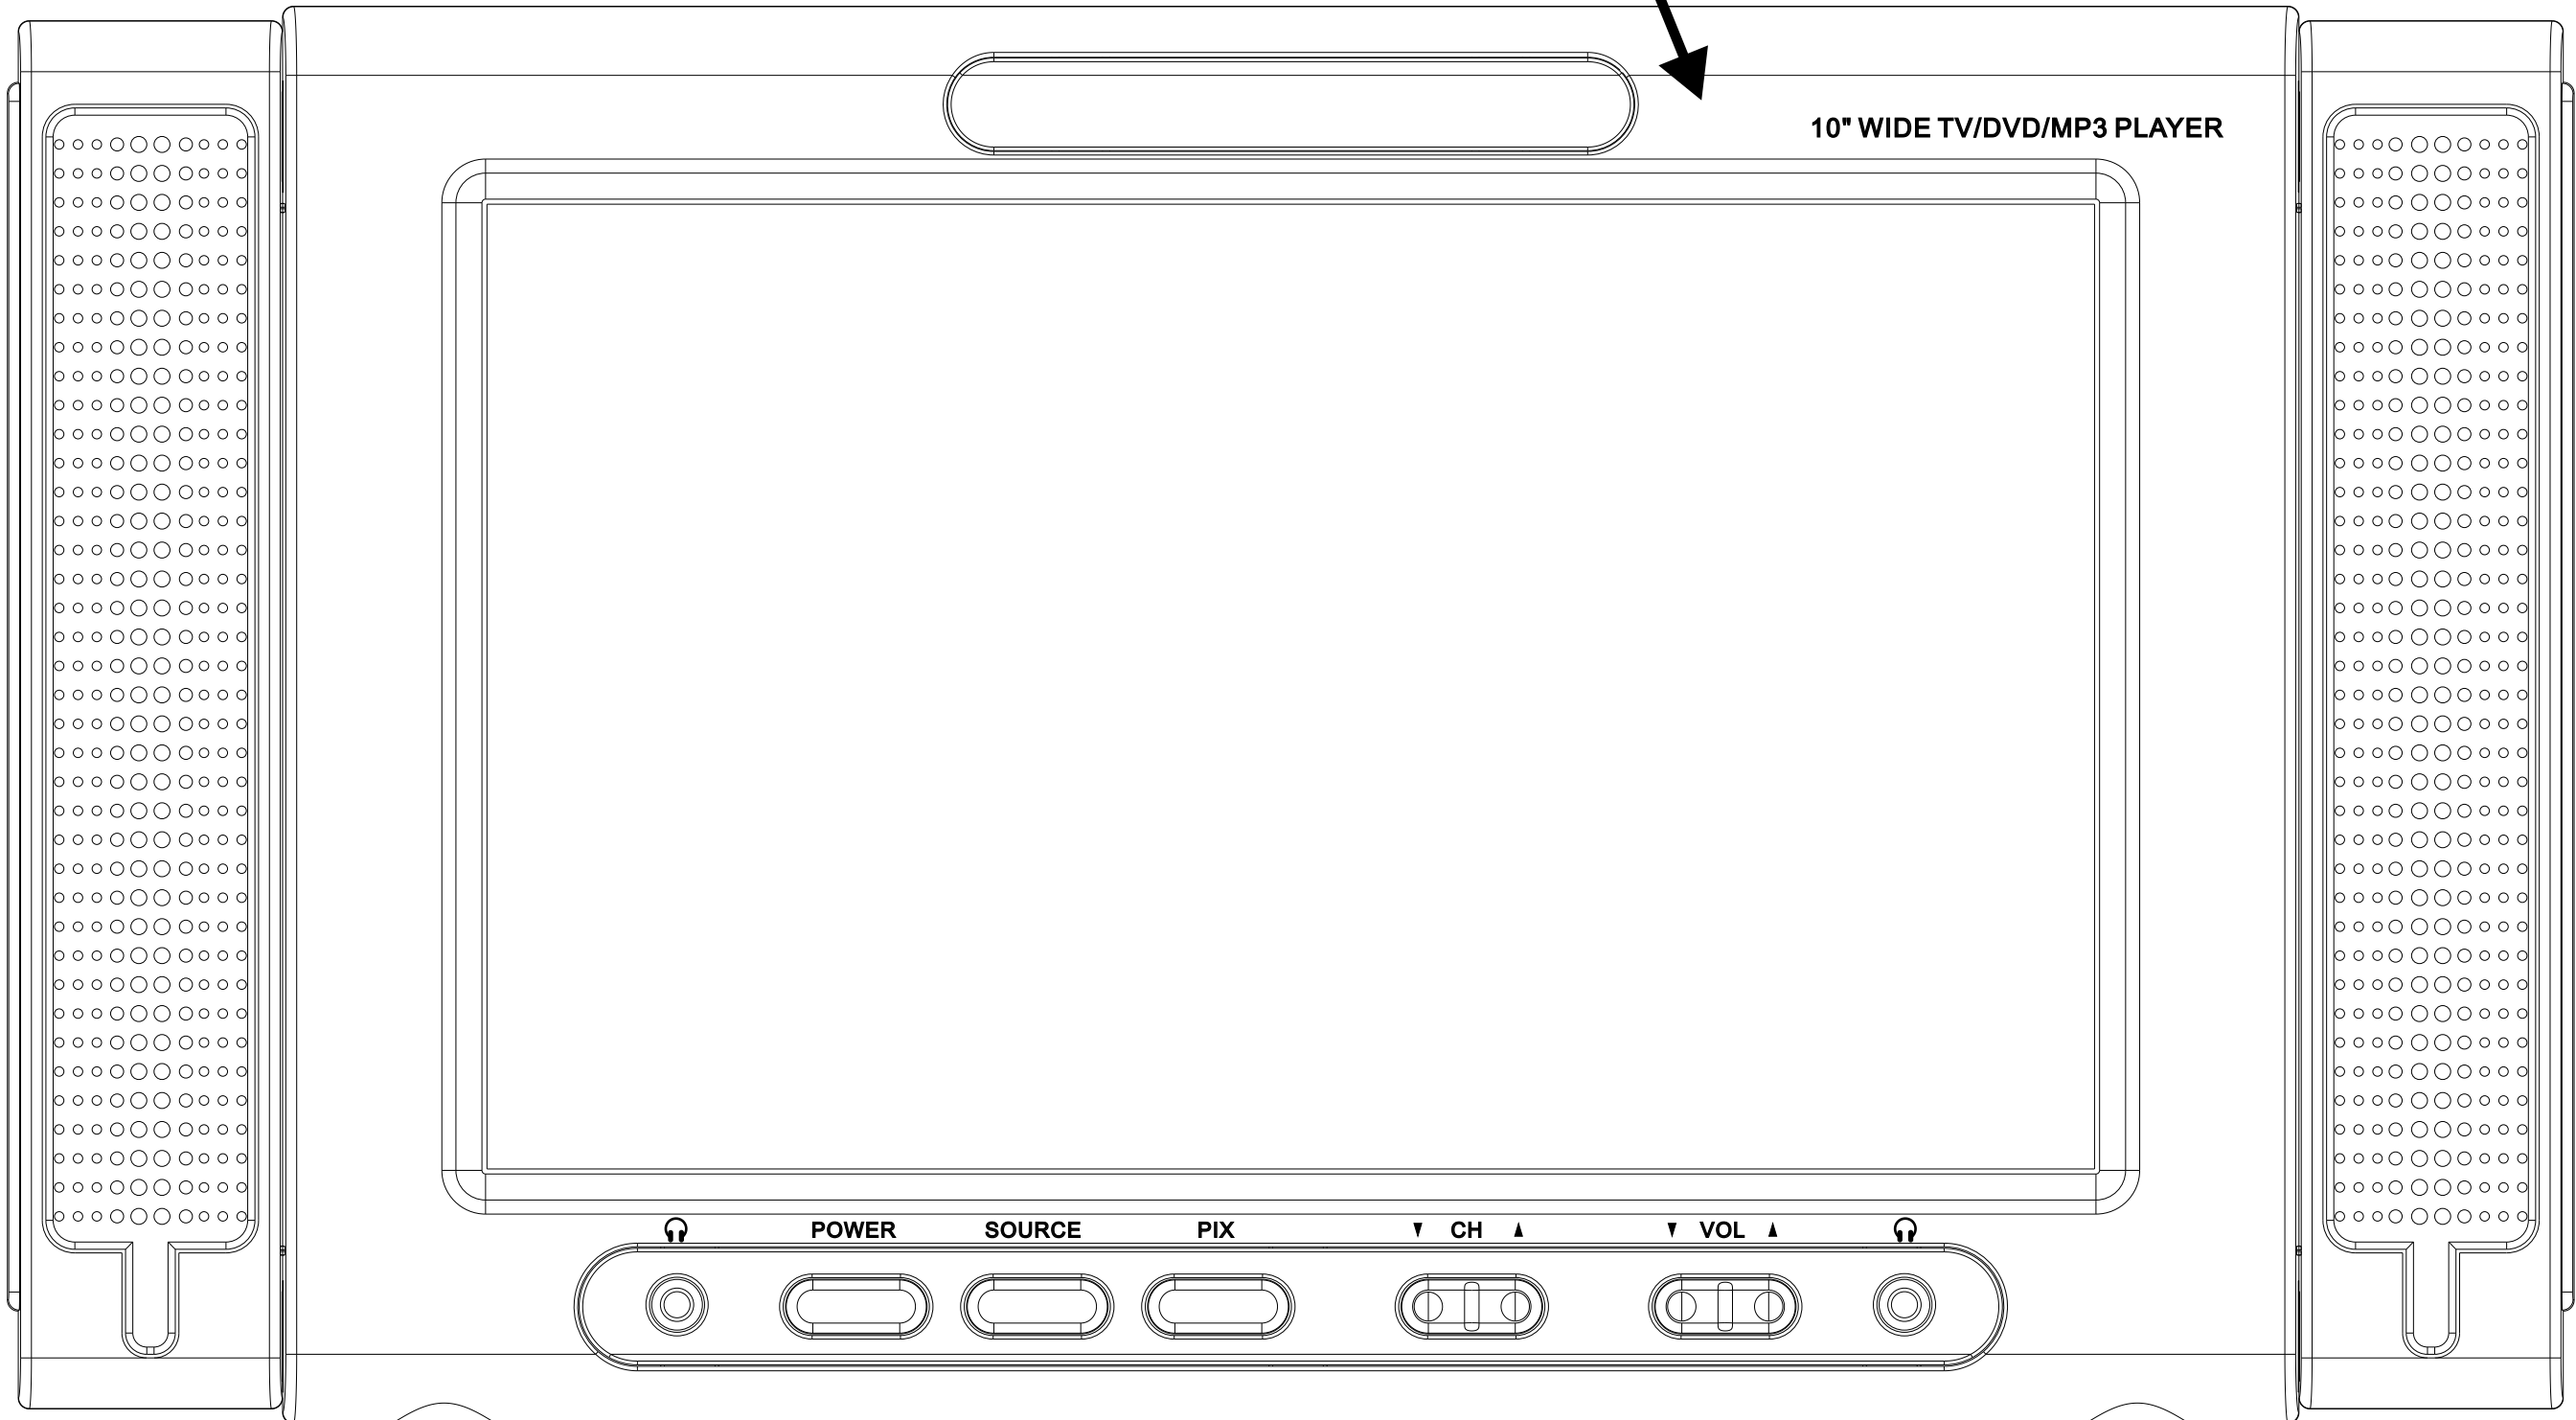 10" WIDE TV/DVD/MP3 PLAYER
POWER SOURCE PIX ▼ CH ▲ ▼ VOL ▲